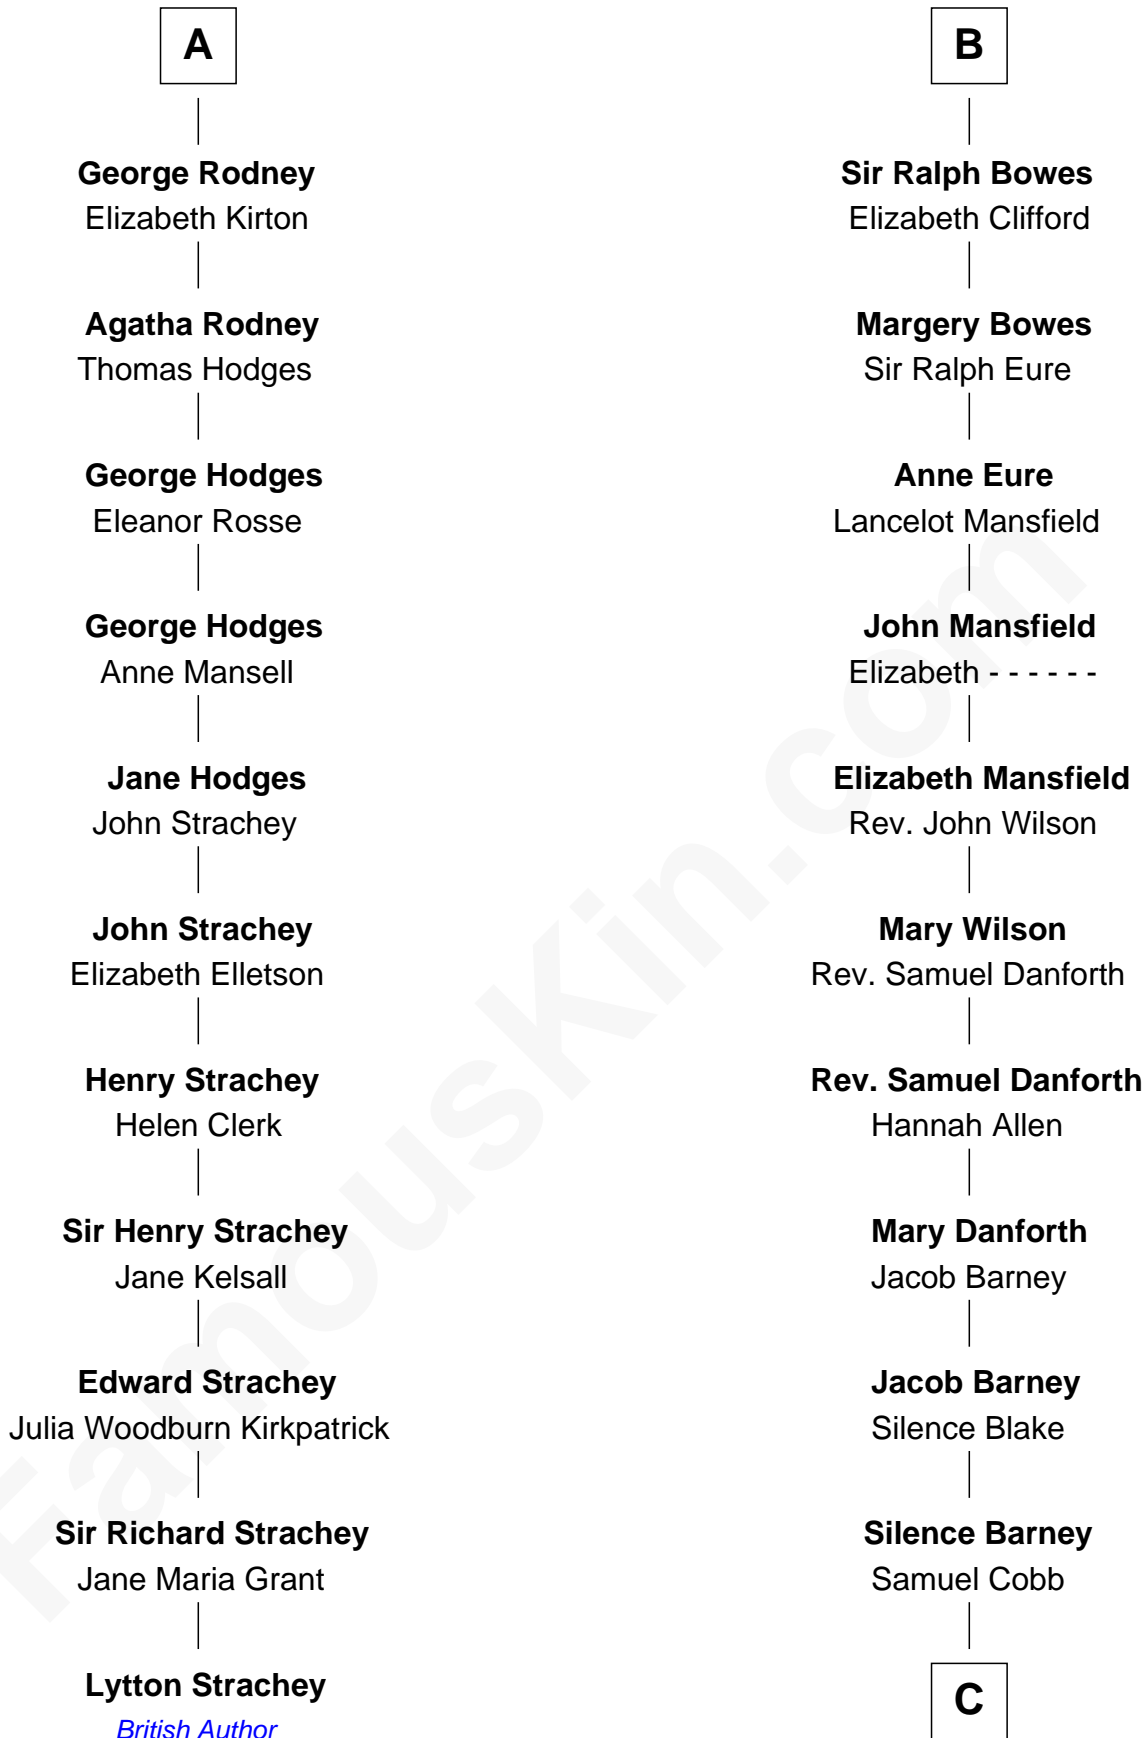 A
George Rodney
Elizabeth Kirton
Agatha Rodney
Thomas Hodges
George Hodges
Eleanor Rosse
George Hodges
Anne Mansell
Jane Hodges
John Strachey
John Strachey
Elizabeth Elletson
Henry Strachey
Helen Clerk
Sir Henry Strachey
Jane Kelsall
Edward Strachey
Julia Woodburn Kirkpatrick
Sir Richard Strachey
Jane Maria Grant
Lytton Strachey
British Author
B
Sir Ralph Bowes
Elizabeth Clifford
Margery Bowes
Sir Ralph Eure
Anne Eure
Lancelot Mansfield
John Mansfield
Elizabeth - - - - - -
Elizabeth Mansfield
Rev. John Wilson
Mary Wilson
Rev. Samuel Danforth
Rev. Samuel Danforth
Hannah Allen
Mary Danforth
Jacob Barney
Jacob Barney
Silence Blake
Silence Barney
Samuel Cobb
C
FamousKin.com